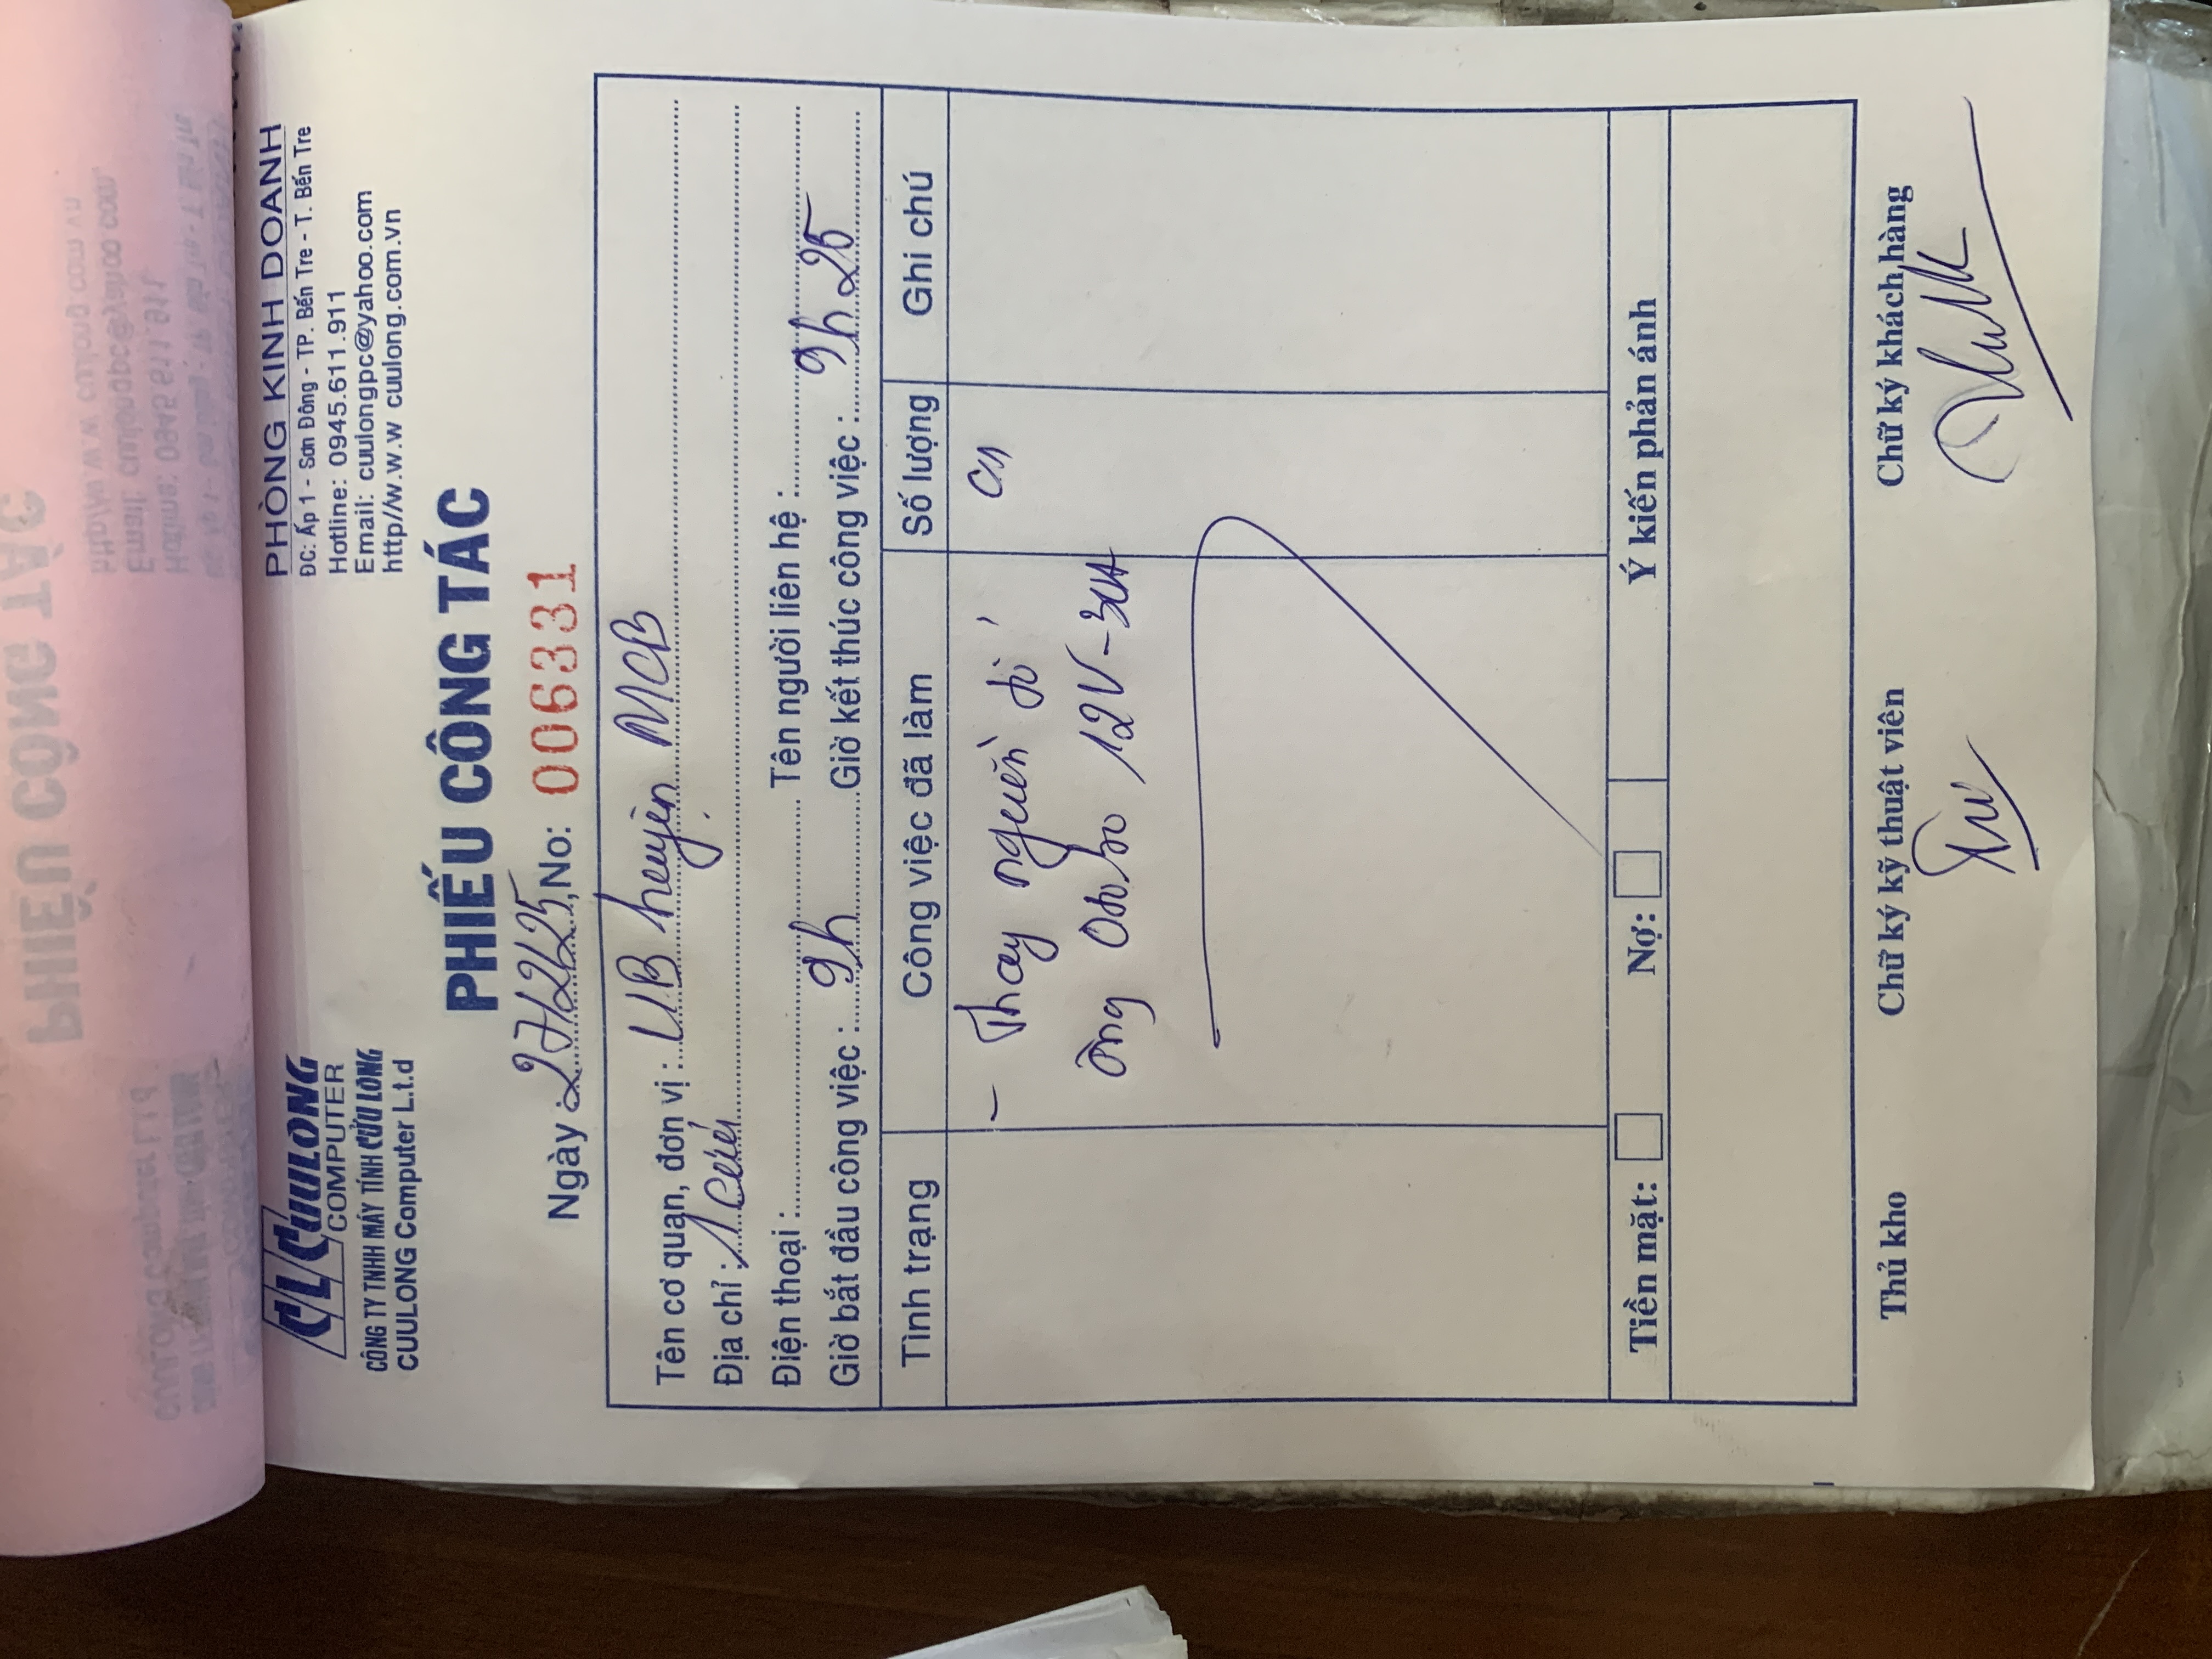 CL CUULONG
COMPUTER
CÔNG TY TNHH MÁY TÍNH CỬU LONG
CUULONG Computer L.t.d
PHÒNG KINH DOANH
ĐC: Ấp 1 - Sơn Đông - TP. Bến Tre - T. Bến Tre
Hotline: 0945.611.911
Email: cuulongpc@yahoo.com
http//w.w.w cuulong.com.vn
PHIẾU CÔNG TÁC
Ngày 27/2/25, No: 006331
Tên cơ quan, đơn vị: UB huyện MCB
Địa chỉ:
Điện thoại: Tên người liên hệ:
Giờ bắt đầu công việc: 9h Giờ kết thúc công việc: 9h25
Tình trạng Công việc đã làm Số lượng Ghi chú
- Thay nguồn 01
ổng 12V-3A
Tiền mặt: Nợ: Ý kiến phản ánh
Thủ kho Chữ ký kỹ thuật viên Chữ ký khách hàng